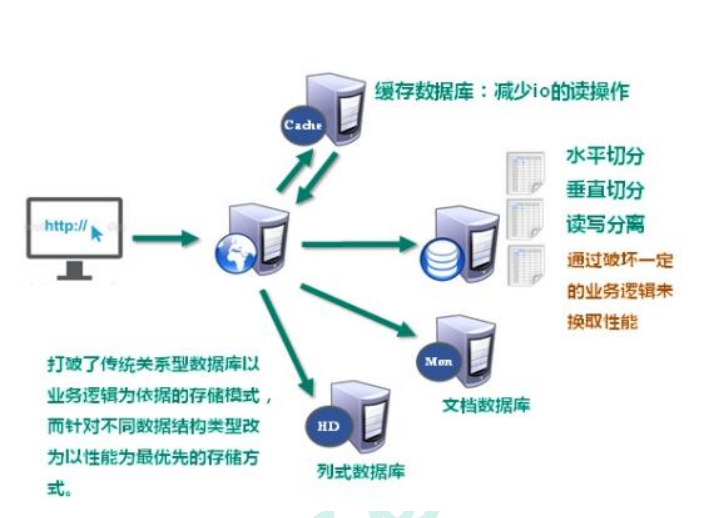 缓存数据库：减少io的读操作
Cache
水平切分
垂直切分
读写分离
通过破坏一定
的业务逻辑来
换取性能
http://
Mon
文档数据库
HD
列式数据库
打破了传统关系型数据库以
业务逻辑为依据的存储模式，
而针对不同数据结构类型改
为以性能为最优先的存储方
式。